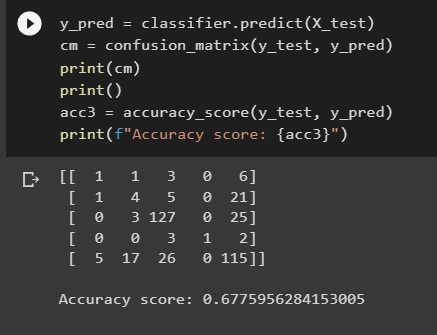 y_pred = classifier.predict(X_test)
cm = confusion_matrix(y_test, y_pred)
print(cm)
print()
acc3 = accuracy_score(y_test, y_pred)
print(f"Accuracy score: {acc3}")
[[  1   1   3   0   6]
 [  1   4   5   0  21]
 [  0   3 127   0  25]
 [  0   0   3   1   2]
 [  5  17  26   0 115]]
Accuracy score: 0.6775956284153005